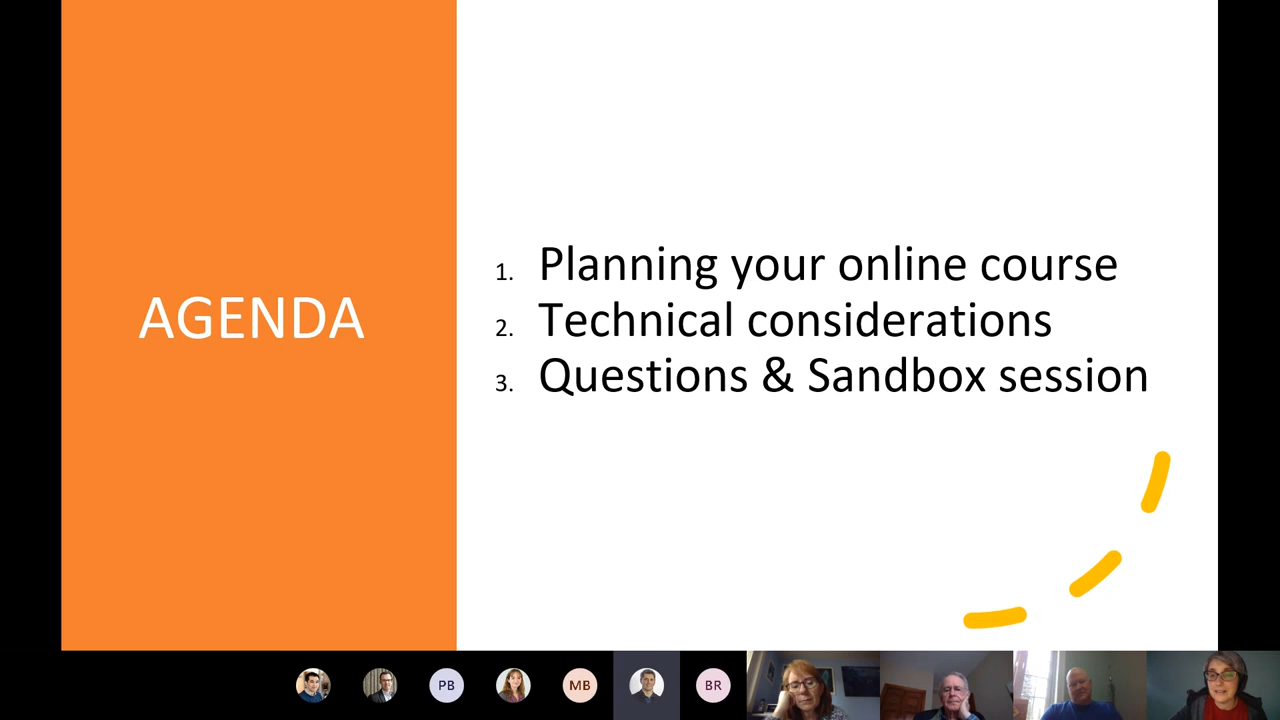 AGENDA
1. Planning your online course
2. Technical considerations
3. Questions & Sandbox session
PB
MB
BR